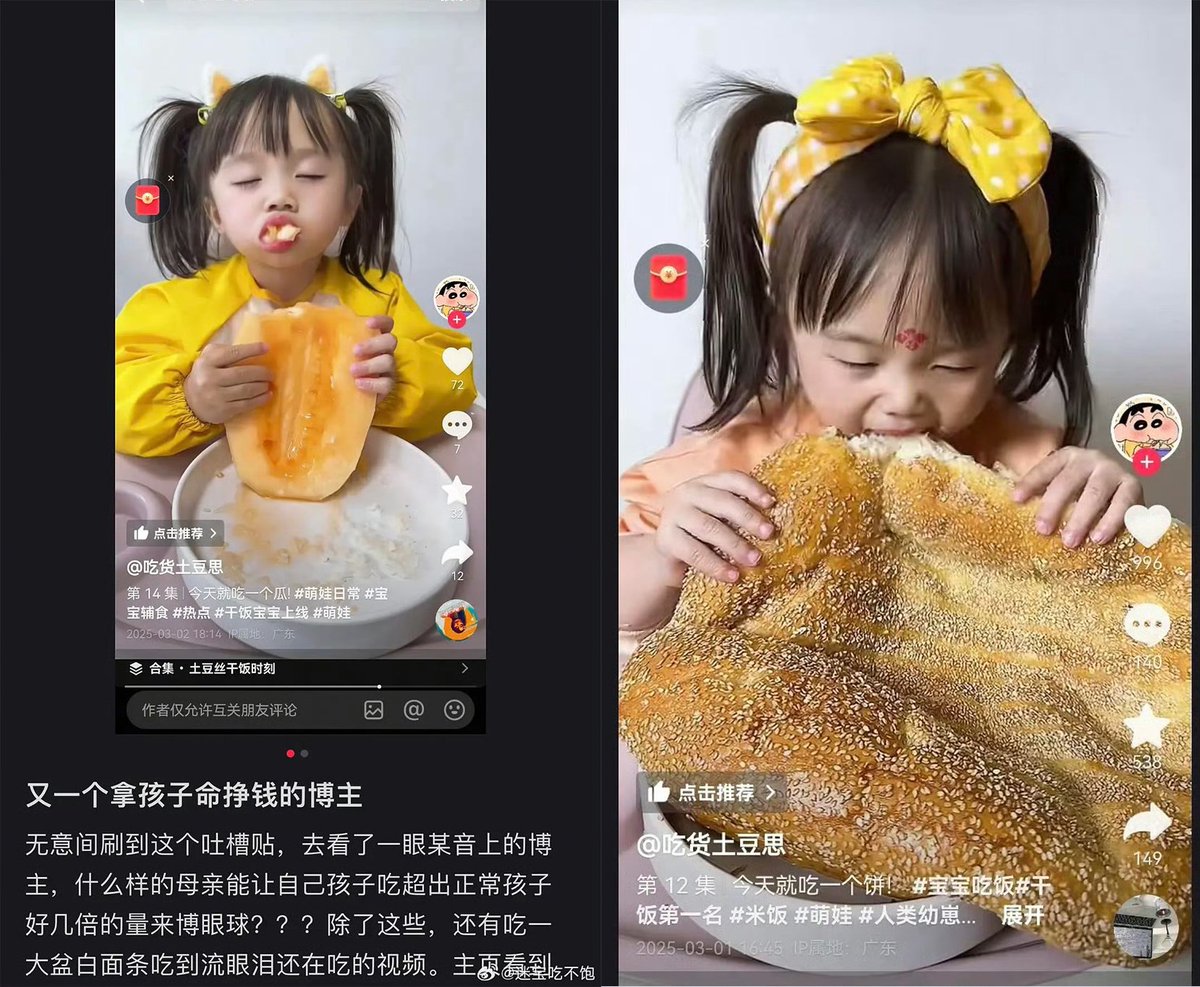 72
7
32
12
点击推荐 >
@吃货土豆思
第 14 集 | 今天就吃一个瓜! #萌娃日常 #宝
宝辅食 #热点 #干饭宝宝上线 #萌娃
2025-03-02 18:14 IP属地：广东
合集・土豆丝干饭时刻
作者仅允许互关朋友评论
又一个拿孩子命挣钱的博主
无意间刷到这个吐槽贴，去看了一眼某音上的博
主，什么样的母亲能让自己孩子吃超出正常孩子
好几倍的量来博眼球？？？除了这些，还有吃一
大盆白面条吃到流眼泪还在吃的视频。主页看到
996
140
538
149
点击推荐 >
@吃货土豆思
第 12 集 | 今天就吃一个饼! #宝宝吃饭#干
饭第一名 #米饭 #萌娃 #人类幼崽... 展开
2025-03-01 16:45 IP属地：广东
@迷宝吃不饱